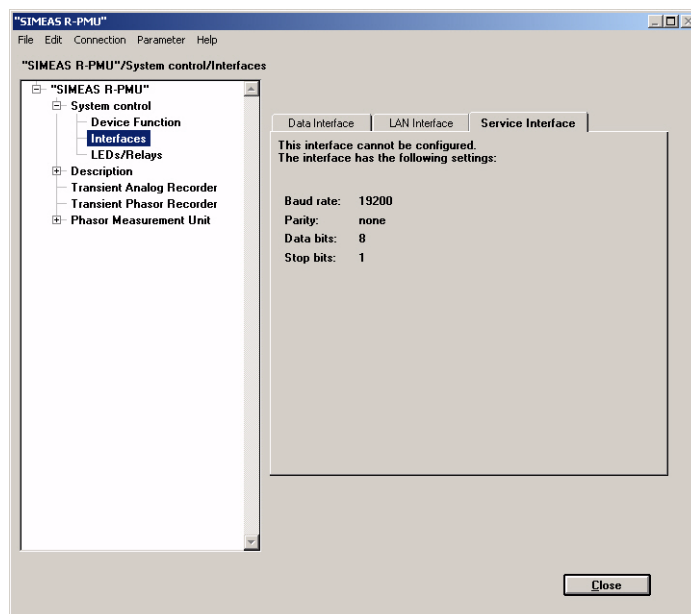 "SIMEAS R-PMU"
File Edit Connection Parameter Help
"SIMEAS R-PMU"/System control/Interfaces
"SIMEAS R-PMU"
System control
Device Function
Interfaces
LEDs/Relays
Description
Transient Analog Recorder
Transient Phasor Recorder
Phasor Measurement Unit
Data Interface LAN Interface Service Interface
This interface cannot be configured.
The interface has the following settings:
Baud rate: 19200
Parity: none
Data bits: 8
Stop bits: 1
Close